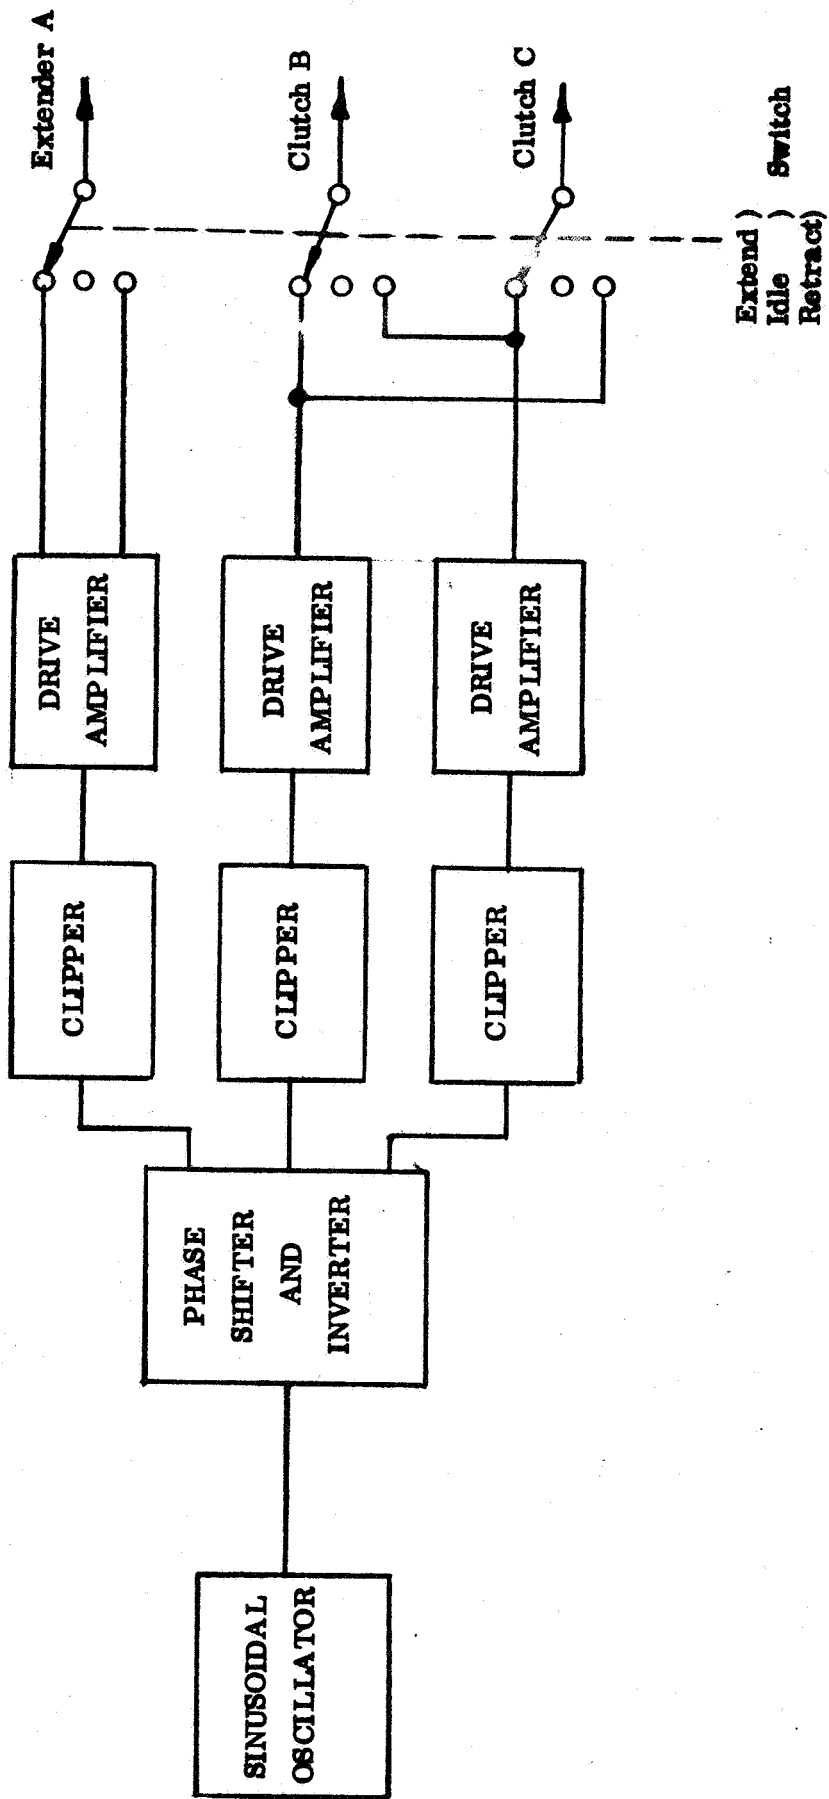 SINUSOIDAL
OSCILLATOR
PHASE
SHIFTER
AND
INVERTER
CLIPPER
DRIVE
AMPLIFIER
Extender A
CLIPPER
DRIVE
AMPLIFIER
Clutch B
CLIPPER
DRIVE
AMPLIFIER
Clutch C
Extend )
Idle ) Switch
Retract)